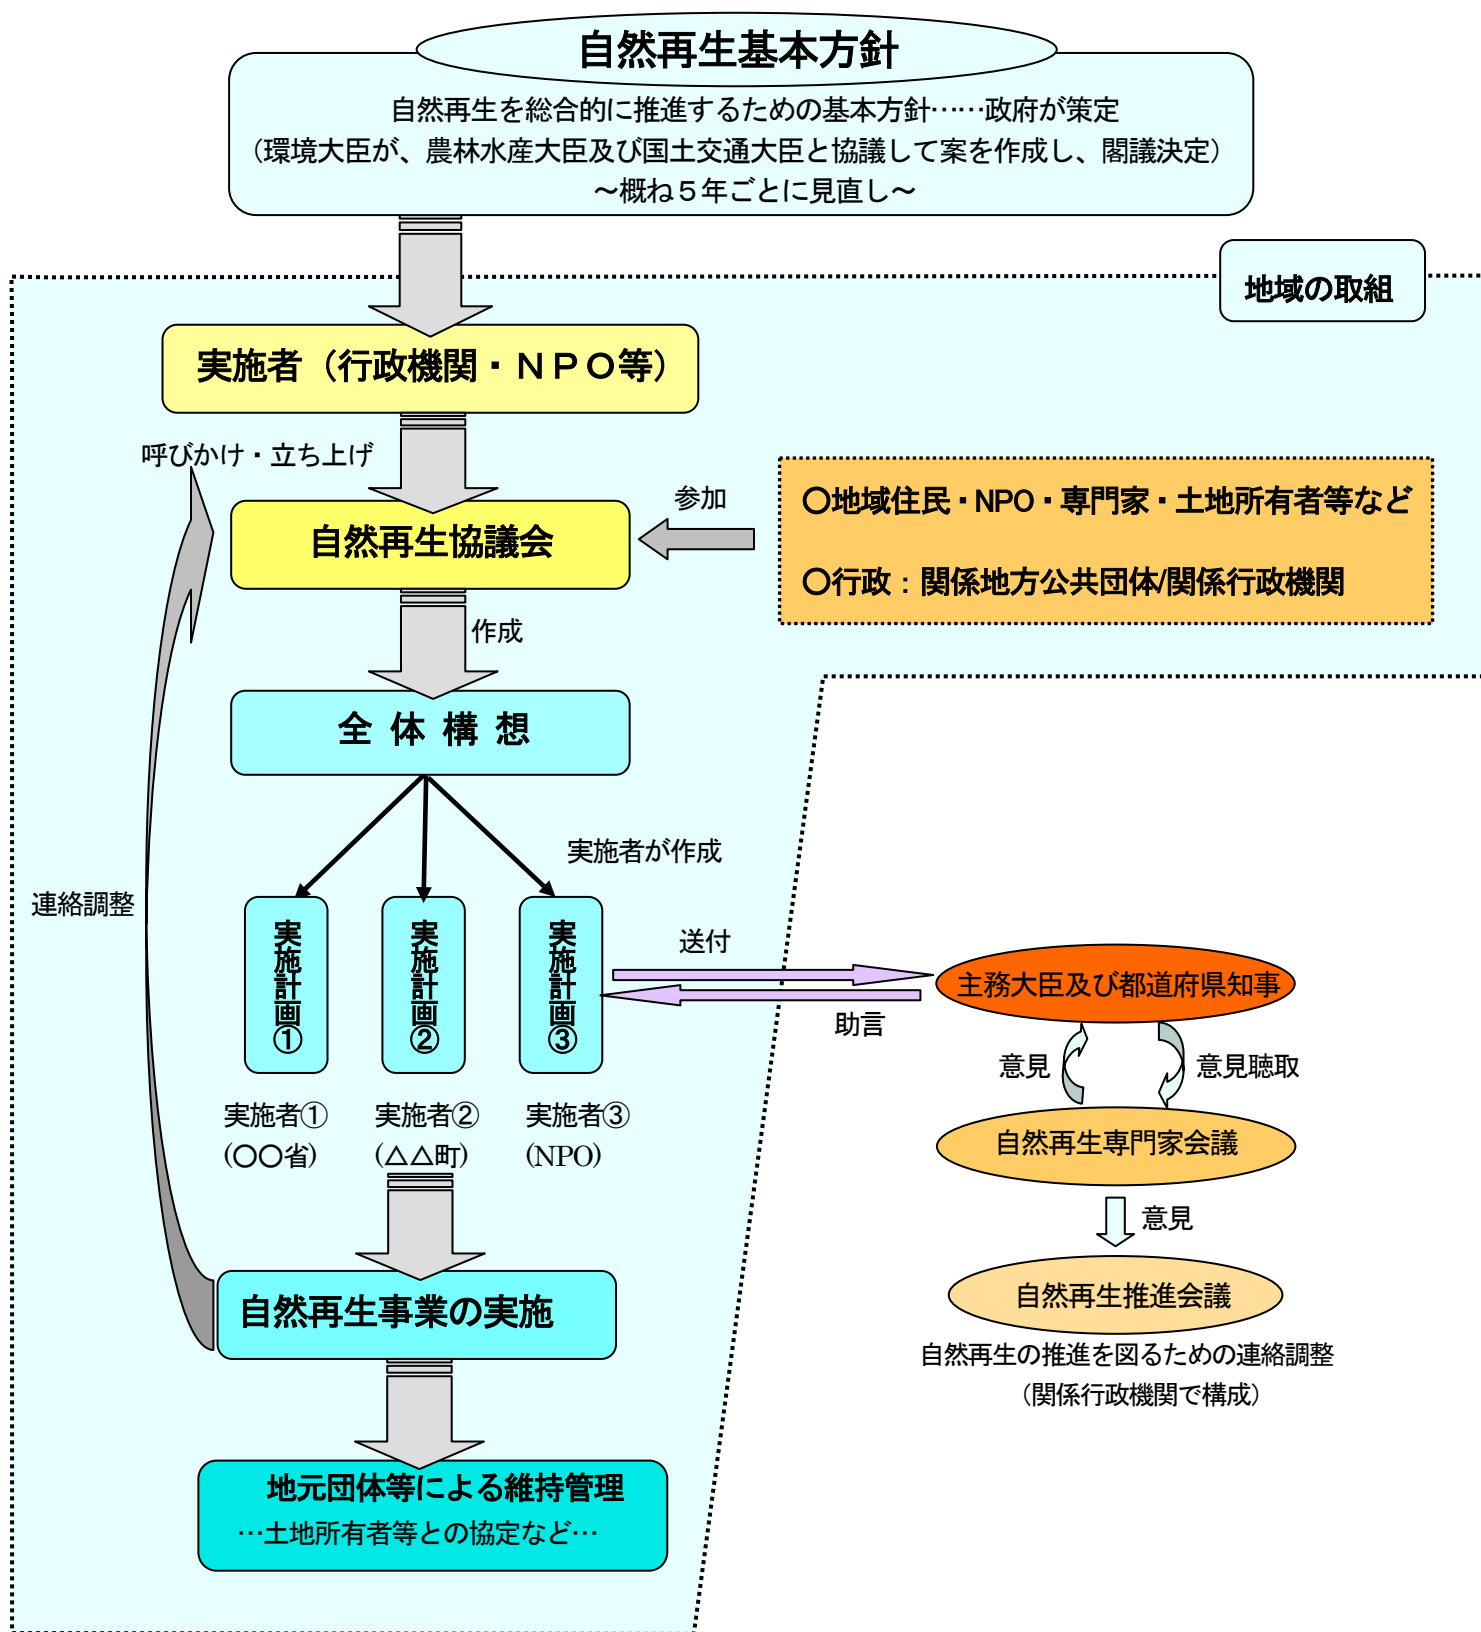 自然再生基本方針
自然再生を総合的に推進するための基本方針……政府が策定
（環境大臣が、農林水産大臣及び国土交通大臣と協議して案を作成し、閣議決定）
～概ね５年ごとに見直し～
地域の取組
実施者（行政機関・ＮＰＯ等）
呼びかけ・立ち上げ
自然再生協議会
参加
〇地域住民・NPO・専門家・土地所有者等など
〇行政：関係地方公共団体/関係行政機関
作成
全 体 構 想
実施者が作成
連絡調整
実施計画①
実施計画②
実施計画③
送付
助言
主務大臣及び都道府県知事
意見
意見聴取
自然再生専門家会議
意見
自然再生推進会議
自然再生の推進を図るための連絡調整
（関係行政機関で構成）
実施者①
(〇〇省)
実施者②
(△△町)
実施者③
(NPO)
自然再生事業の実施
地元団体等による維持管理
…土地所有者等との協定など…